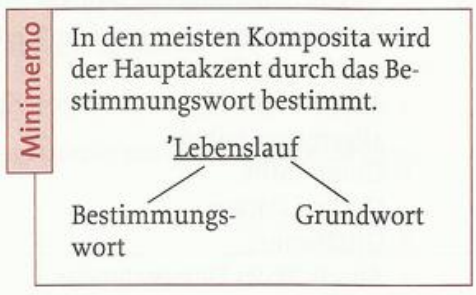 Minimemo
In den meisten Komposita wird
der Hauptakzent durch das Be-
stimmungswort bestimmt.
'Lebenslauf
Bestimmungs- Grundwort
wort